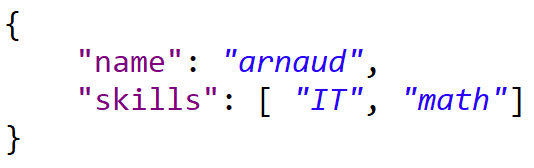 {
    "name": "arnaud",
    "skills": [ "IT", "math"]
}